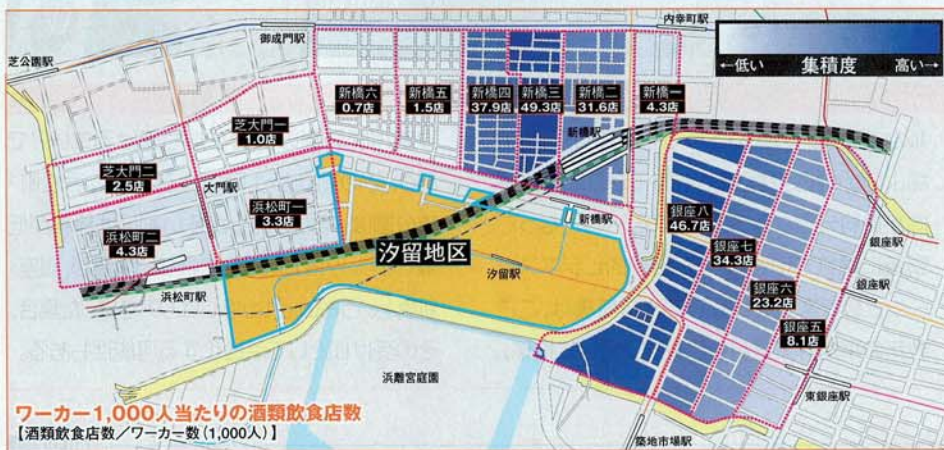 芝公園駅
御成門駅
内幸町駅
←低い 集積度 高い→
新橋六
0.7店
新橋五
1.5店
新橋四
37.9店
新橋三
49.3店
新橋二
31.6店
新橋一
4.3店
芝大門一
1.0店
芝大門二
2.5店
大門駅
浜松町一
3.3店
浜松町二
4.3店
浜松町駅
新橋駅
新橋駅
汐留地区
汐留駅
銀座八
46.7店
銀座七
34.3店
銀座六
23.2店
銀座五
8.1店
銀座駅
銀座駅
東銀座駅
築地市場駅
浜離宮庭園
ワーカー1,000人当たりの酒類飲食店数
【酒類飲食店数/ワーカー数(1,000人)】